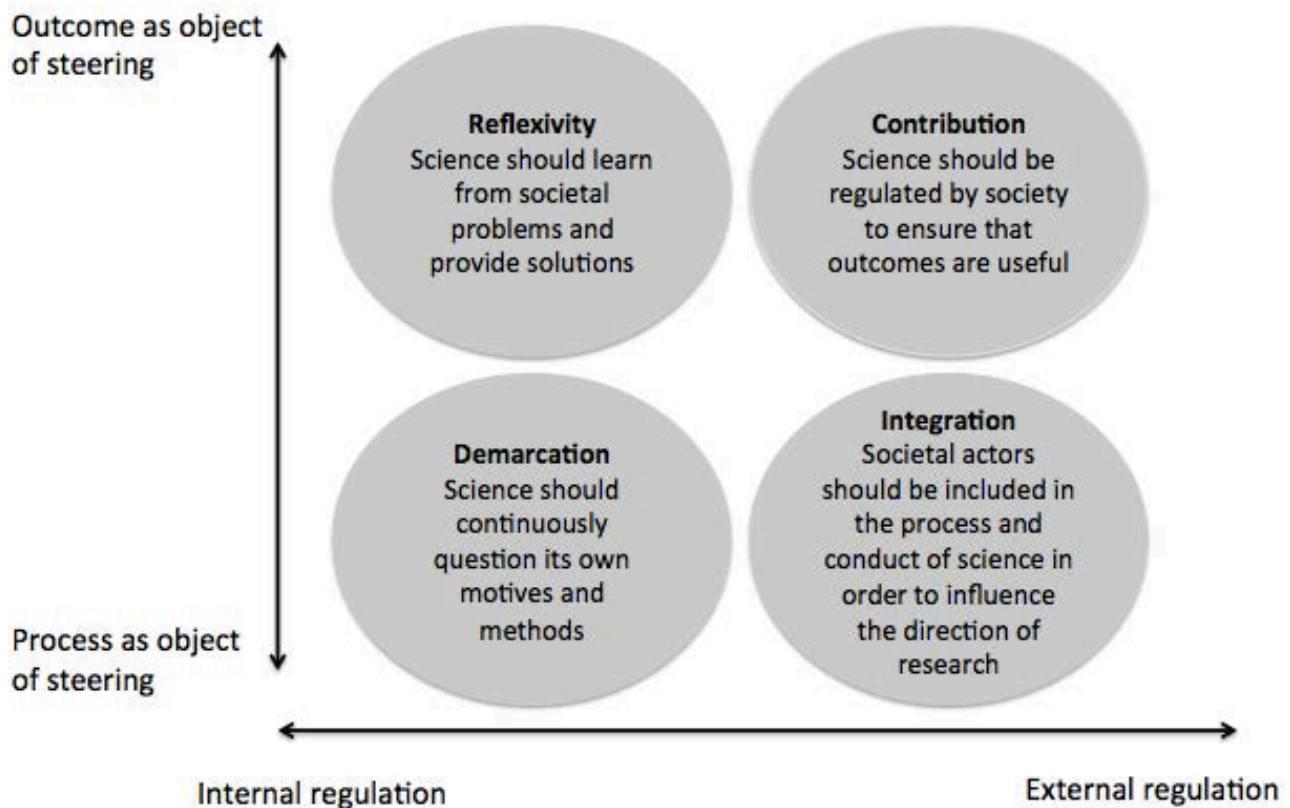 Outcome as object
of steering
Reflexivity
Science should learn
from societal
problems and
provide solutions
Contribution
Science should be
regulated by society
to ensure that
outcomes are useful
Demarcation
Science should
continuously
question its own
motives and
methods
Integration
Societal actors
should be included in
the process and
conduct of science in
order to influence
the direction of
research
Process as object
of steering
Internal regulation
External regulation